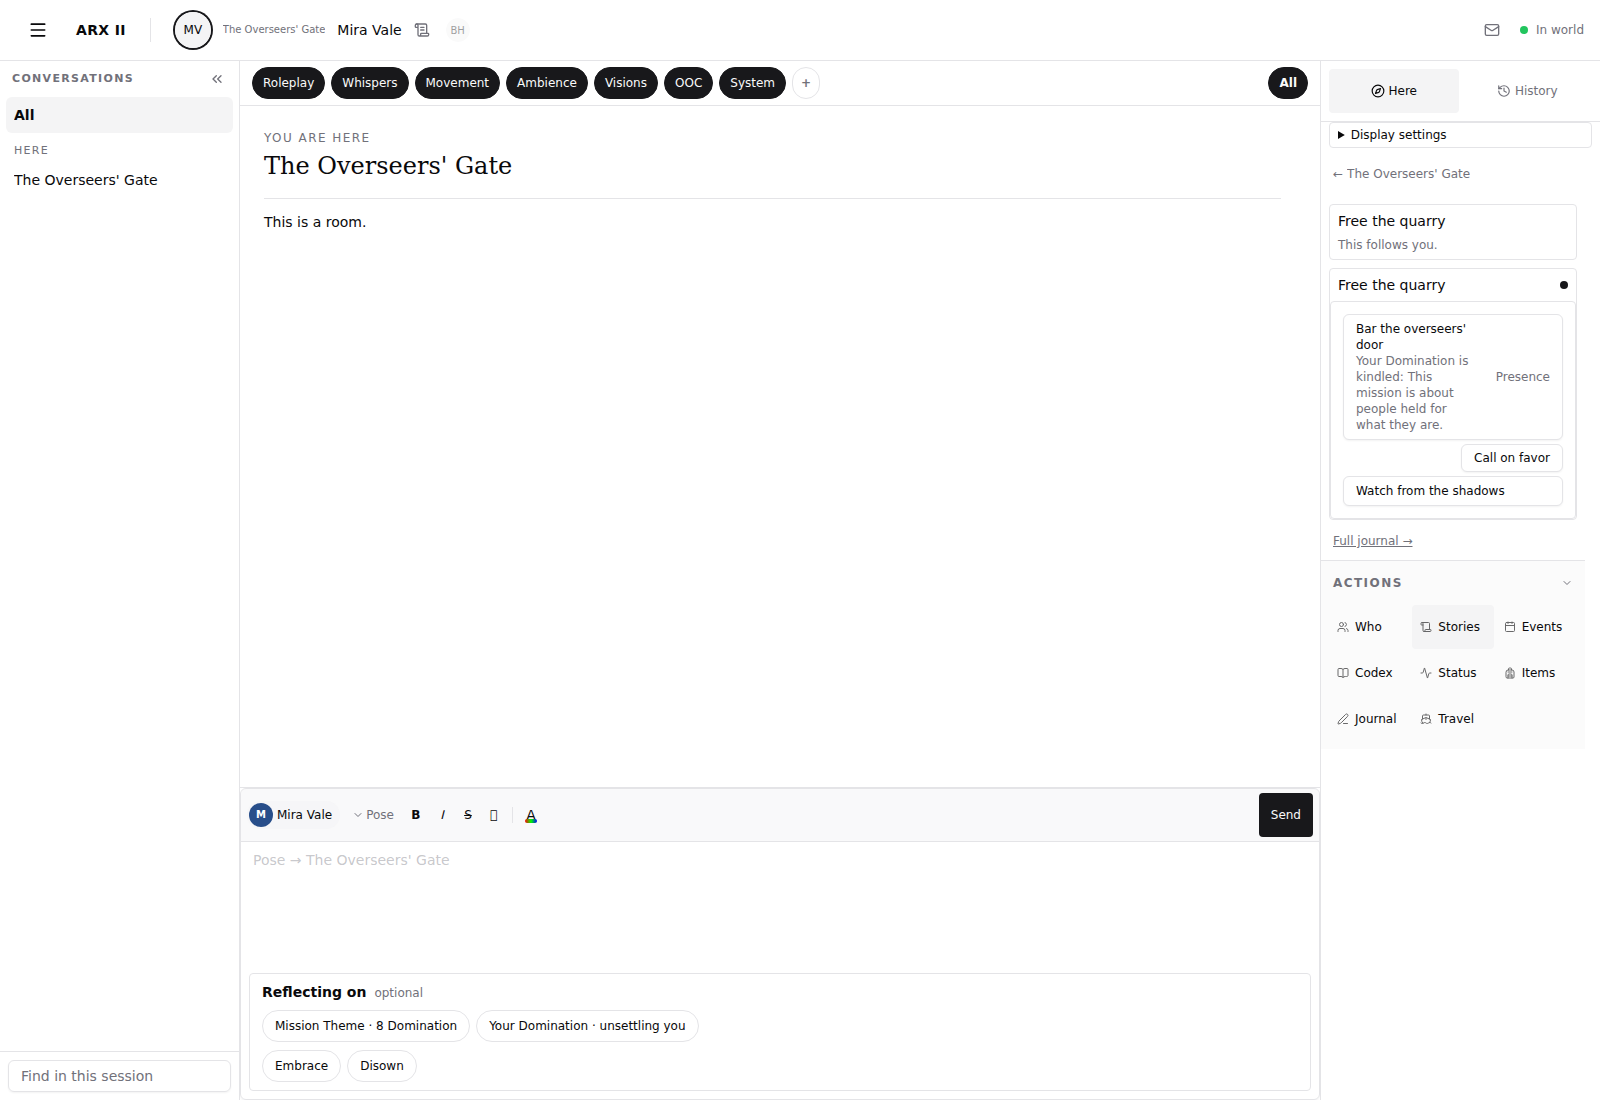 ARX II
MV
The Overseers' Gate
Mira Vale
BH
In world
CONVERSATIONS
All
HERE
The Overseers' Gate
Find in this session
Roleplay
Whispers
Movement
Ambience
Visions
OOC
System
+
All
YOU ARE HERE
The Overseers' Gate
This is a room.
M
Mira Vale
Pose
B
I
S
A
Send
Pose → The Overseers' Gate
Reflecting on optional
Mission Theme · 8 Domination
Your Domination · unsettling you
Embrace
Disown
Here
History
Display settings
← The Overseers' Gate
Free the quarry
This follows you.
Free the quarry
Bar the overseers'
door
Your Domination is
kindled: This
mission is about
people held for
what they are.
Presence
Call on favor
Watch from the shadows
Full journal →
ACTIONS
Who
Stories
Events
Codex
Status
Items
Journal
Travel